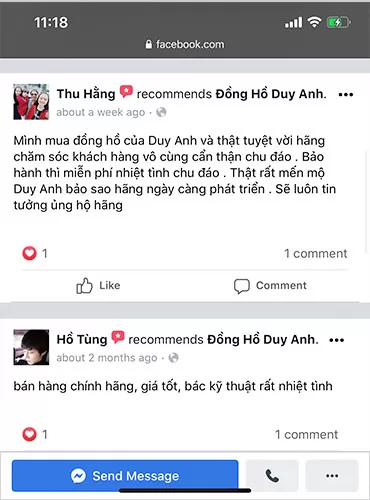 11:18
facebook.com
Thu Hằng recommends Đồng Hồ Duy Anh.
about a week ago
Mình mua đồng hồ của Duy Anh và thật tuyệt vời hãng
chăm sóc khách hàng vô cùng cẩn thận chu đáo . Bảo
hành thì miễn phí nhiệt tình chu đáo . Thật rất mến mộ
Duy Anh bảo sao hãng ngày càng phát triển . Sẽ luôn tin
tưởng ủng hộ hãng
1 1 comment
Like Comment
Hồ Tùng recommends Đồng Hồ Duy Anh.
about 2 months ago
bán hàng chính hãng, giá tốt, bác kỹ thuật rất nhiệt tình
1 1 comment
Send Message